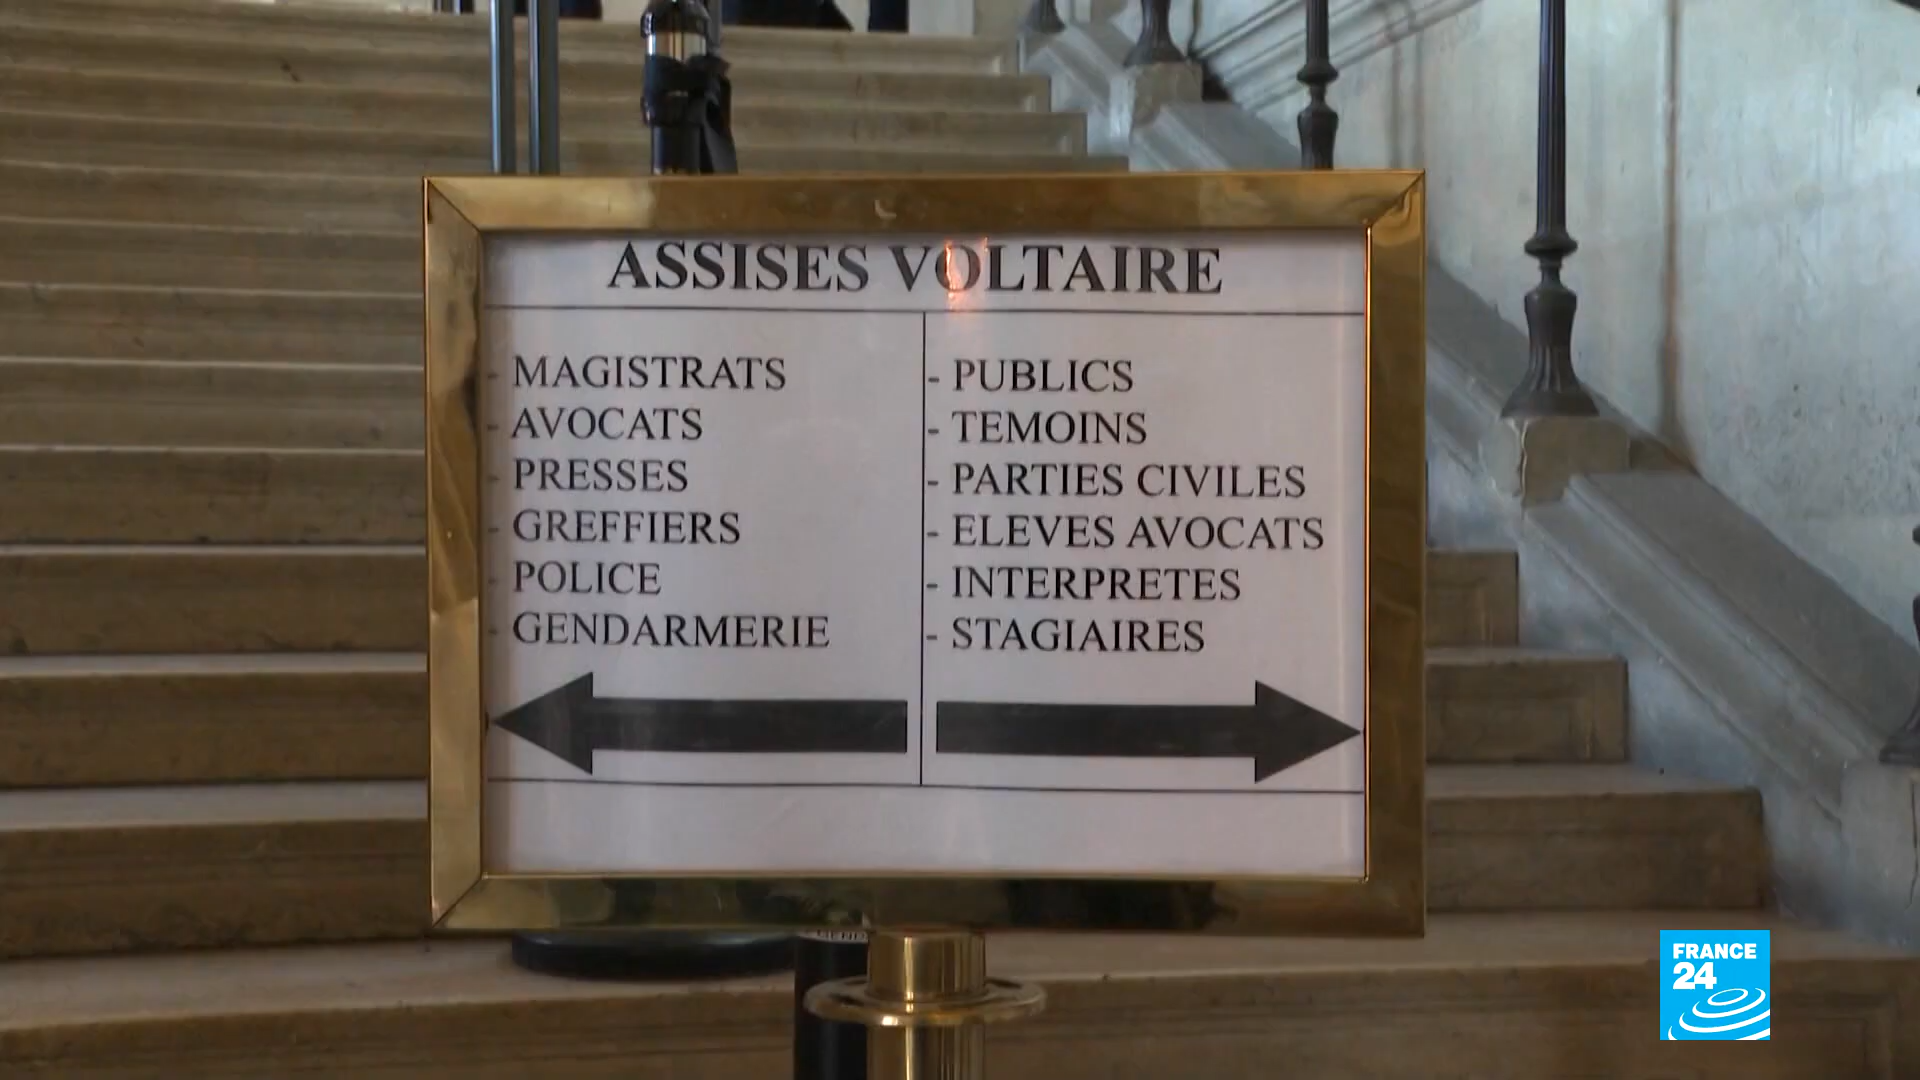 ASSISES VOLTAIRE
- MAGISTRATS
- AVOCATS
- PRESSES
- GREFFIERS
- POLICE
- GENDARMERIE
- PUBLICS
- TEMOINS
- PARTIES CIVILES
- ELEVES AVOCATS
- INTERPRETES
- STAGIAIRES
FRANCE
24